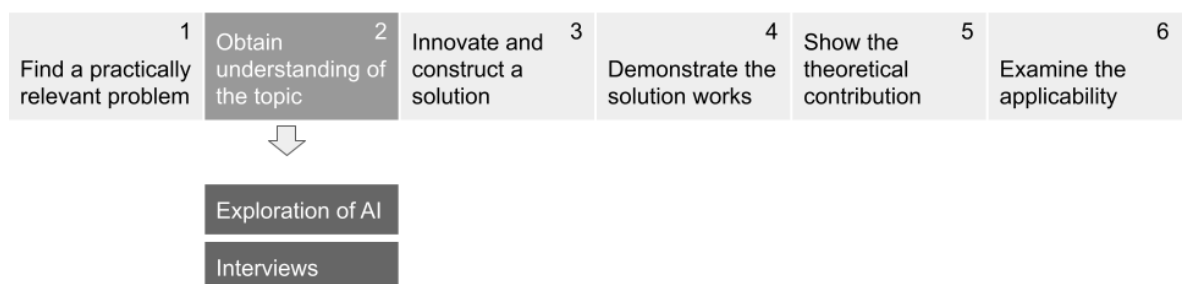 1
Find a practically
relevant problem
2
Obtain
understanding of
the topic
3
Innovate and
construct a
solution
4
Demonstrate the
solution works
5
Show the
theoretical
contribution
6
Examine the
applicability
Exploration of AI
Interviews